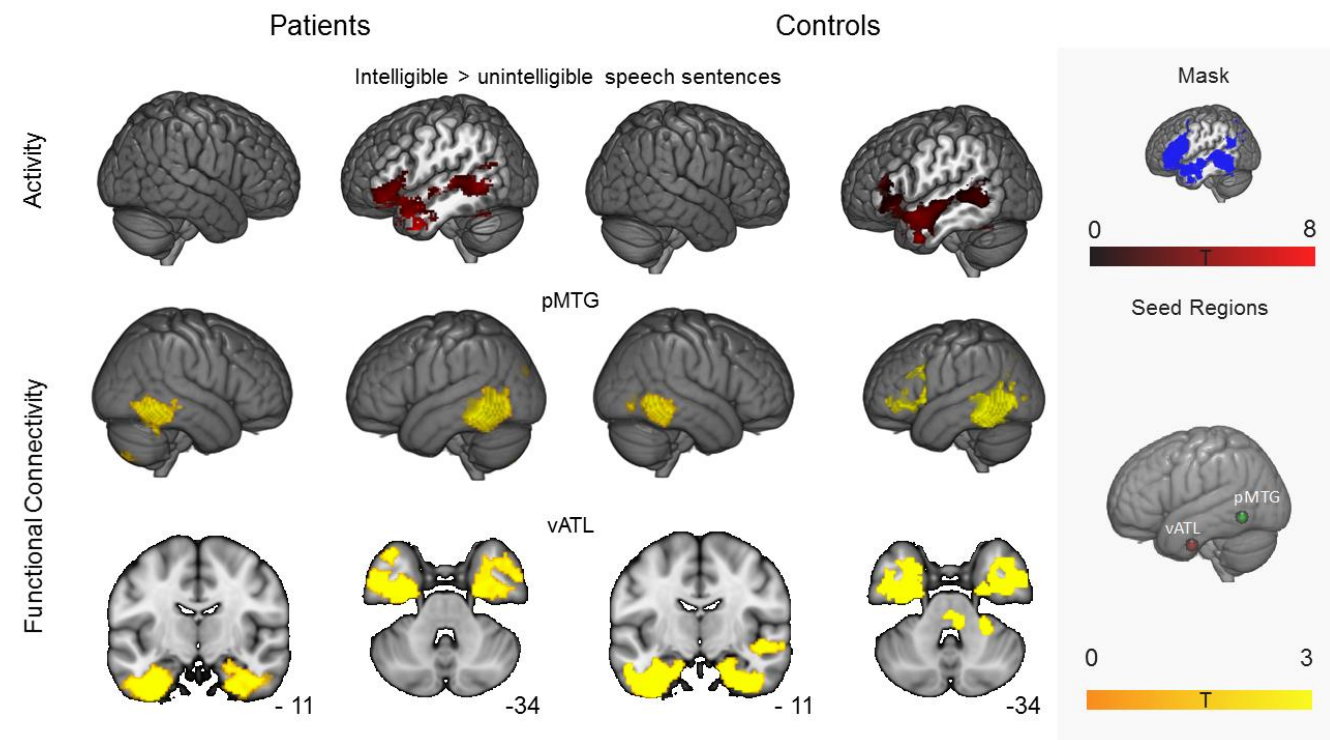 Patients
Controls
Intelligible > unintelligible speech sentences
Activity
Mask
0
8
T
pMTG
Seed Regions
Functional Connectivity
pMTG
vATL
vATL
- 11
-34
- 11
-34
0
3
T